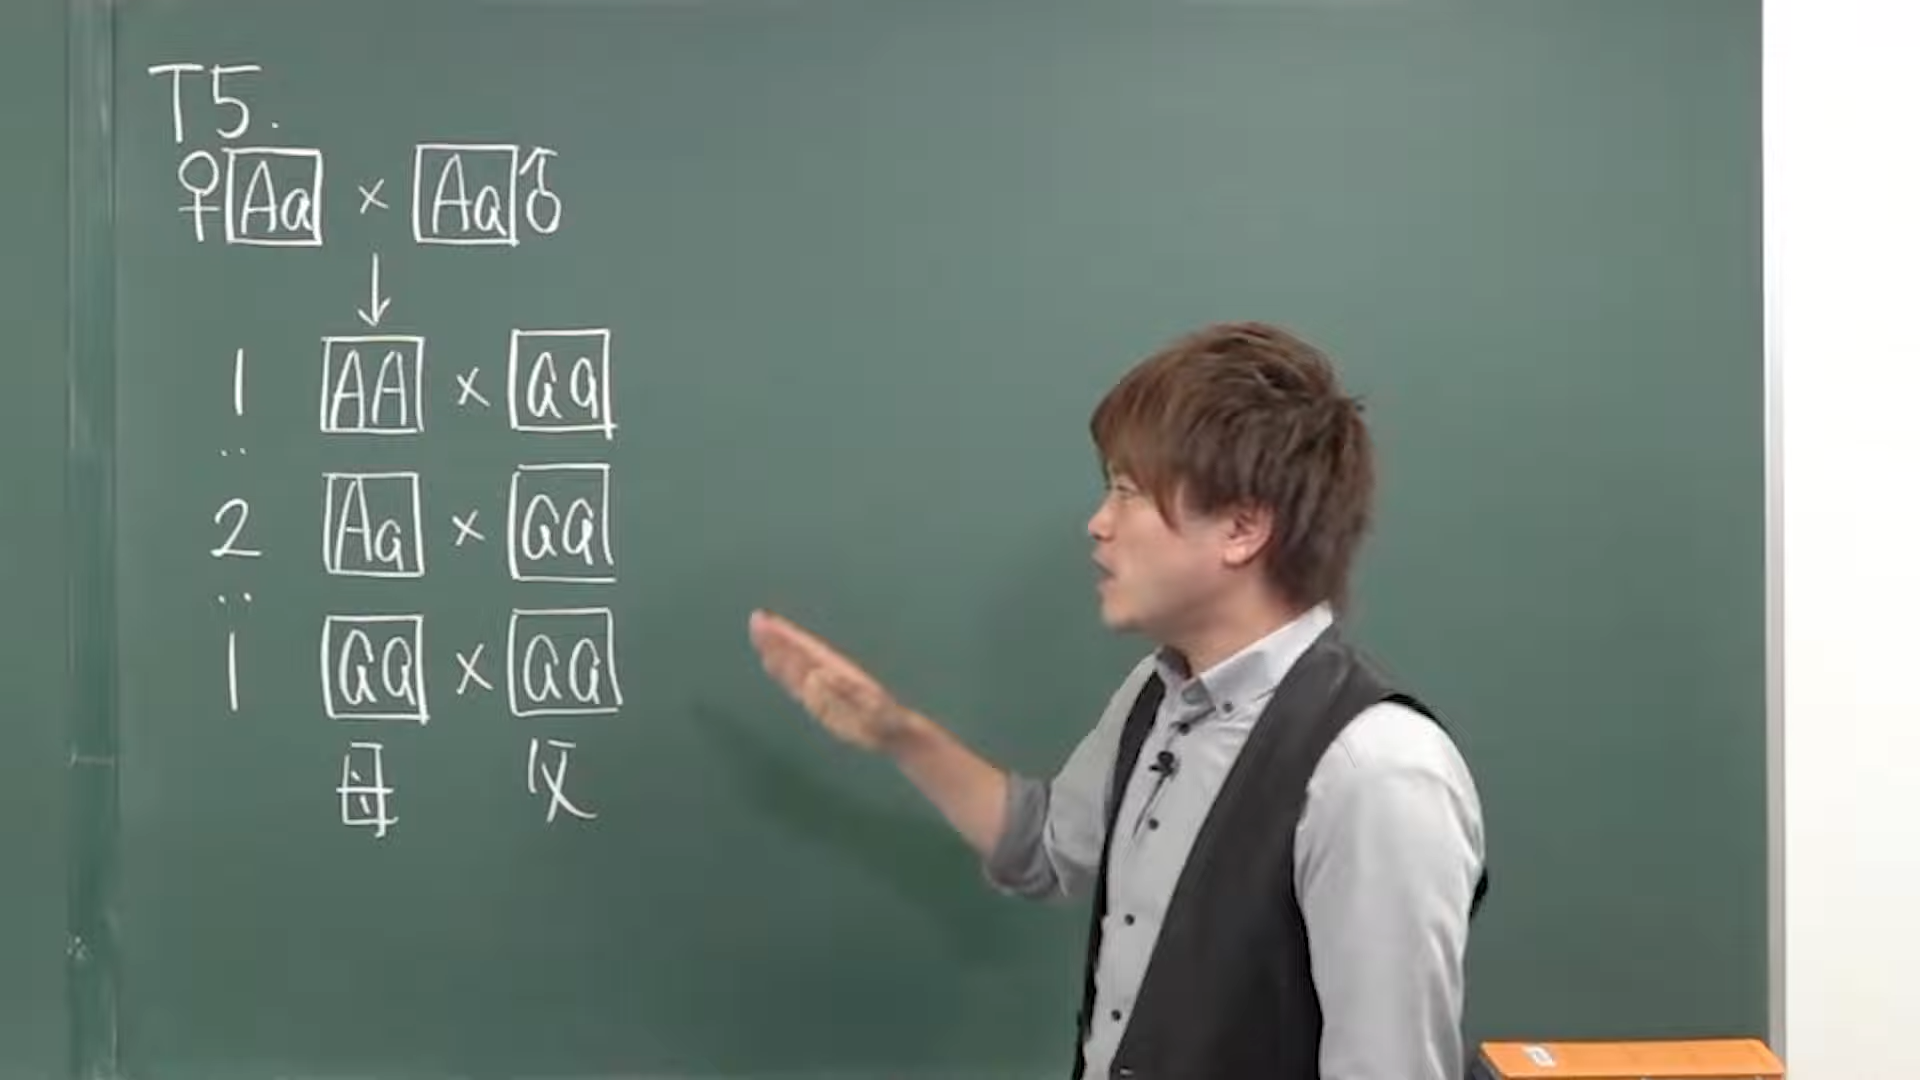 T5.
♀Aa × Aa♂
↓
1 AA × aa
:
2 Aa × aa
:
1 aa × aa
母 父